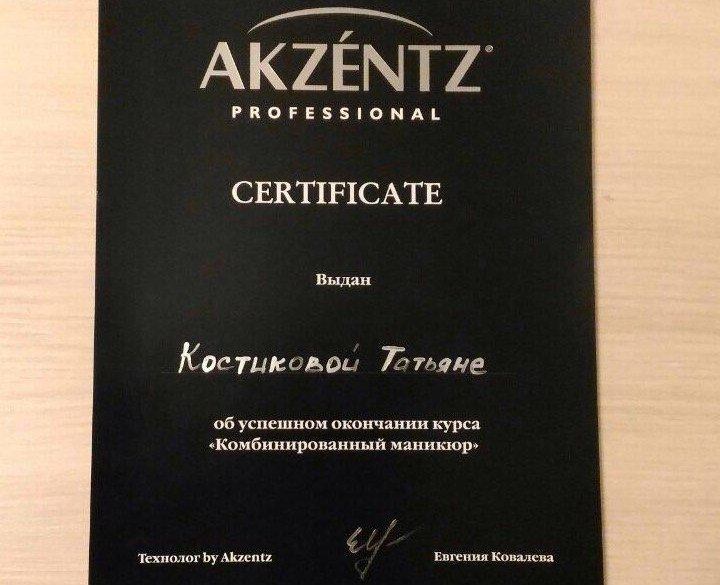 AKZÉNTZ®
PROFESSIONAL
CERTIFICATE
Выдан
Костиковой Татьяне
об успешном окончании курса
«Комбинированный маникюр»
Технолог by Akzentz Евгения Ковалева